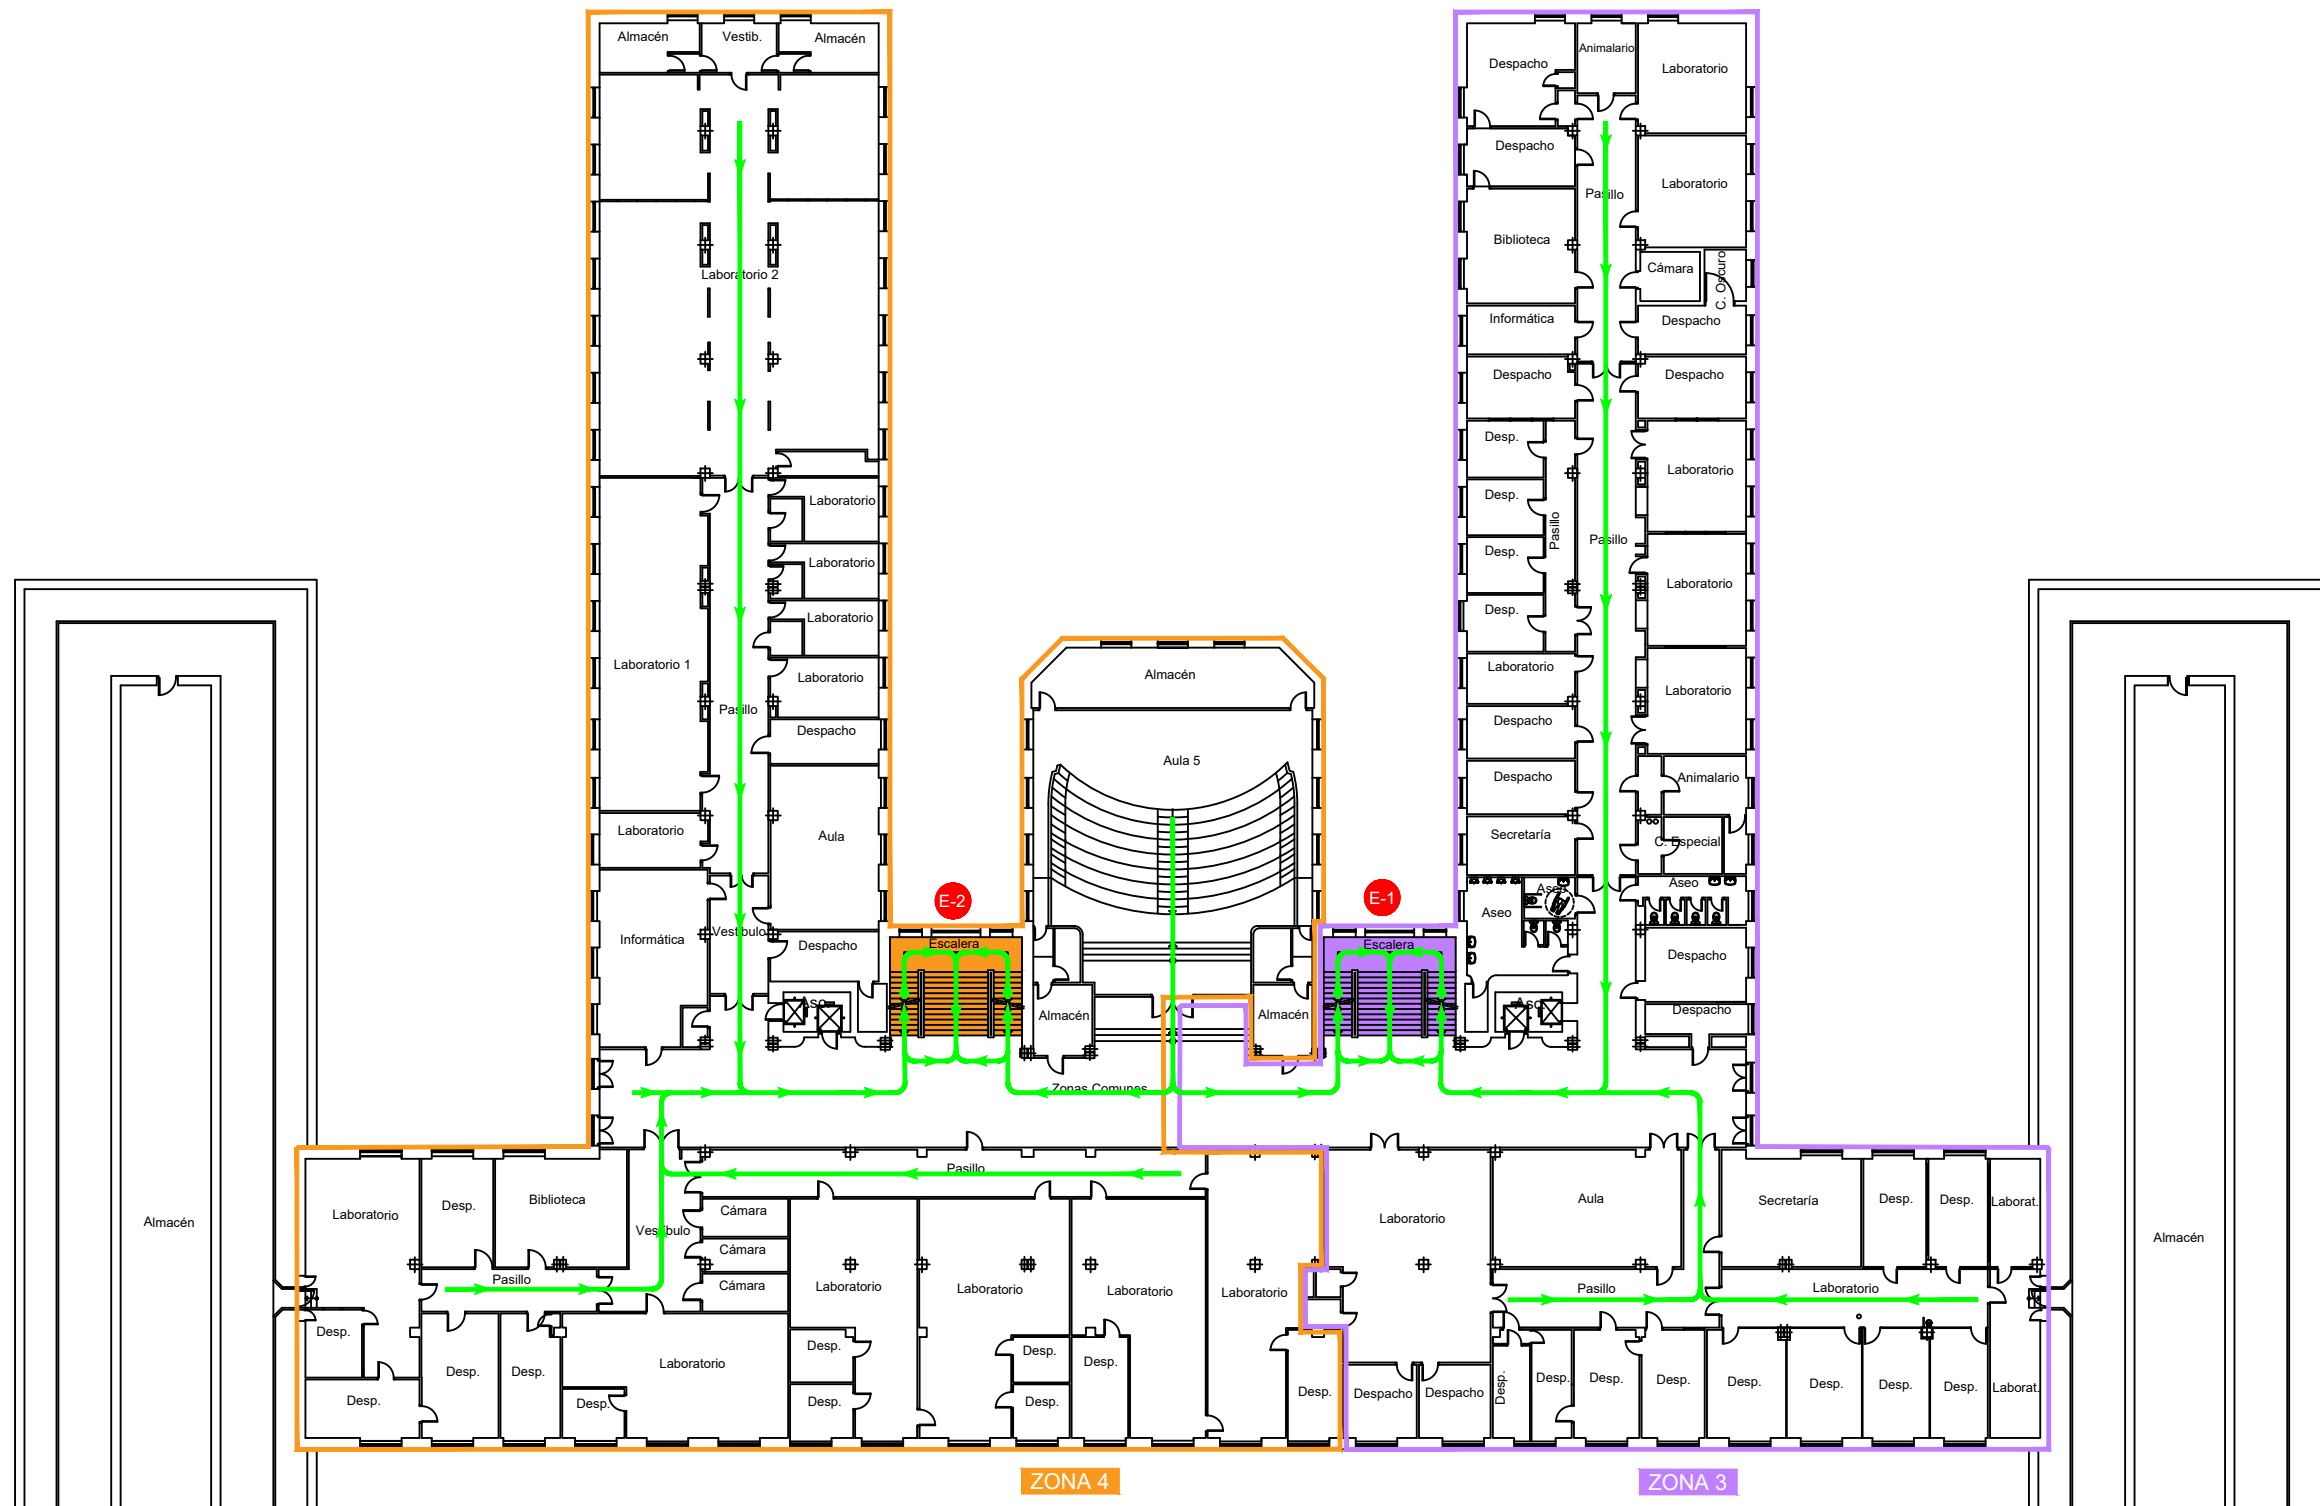 Almacén
Vestib.
Almacén
Laboratorio 2
Laboratorio
Laboratorio
Laboratorio
Laboratorio 1
Laboratorio
Pasillo
Despacho
Laboratorio
Aula
Informática
Vestíbulo
Despacho
Asc.
E-2
Escalera
Almacén
Aula 5
Almacén
Almacén
Zonas Comunes
E-1
Escalera
Despacho
Animalario
Laboratorio
Despacho
Laboratorio
Pasillo
Biblioteca
Cámara
C. Oscuro
Informática
Despacho
Despacho
Despacho
Desp.
Laboratorio
Desp.
Pasillo
Pasillo
Desp.
Laboratorio
Desp.
Laboratorio
Laboratorio
Despacho
Despacho
Animalario
Secretaría
C. Especial
Aseo
Aseo
Aseo
Despacho
Asc.
Despacho
Almacén
Laboratorio
Desp.
Biblioteca
Vestíbulo
Pasillo
Cámara
Cámara
Cámara
Pasillo
Laboratorio
Laboratorio
Laboratorio
Laboratorio
Desp.
Desp.
Desp.
Desp.
Desp.
Laboratorio
Desp.
Desp.
Desp.
Desp.
Desp.
Desp.
Laboratorio
Aula
Secretaría
Desp.
Desp.
Laborat.
Pasillo
Laboratorio
Despacho
Despacho
Desp.
Desp.
Desp.
Desp.
Desp.
Desp.
Desp.
Desp.
Laborat.
Almacén
ZONA 4
ZONA 3